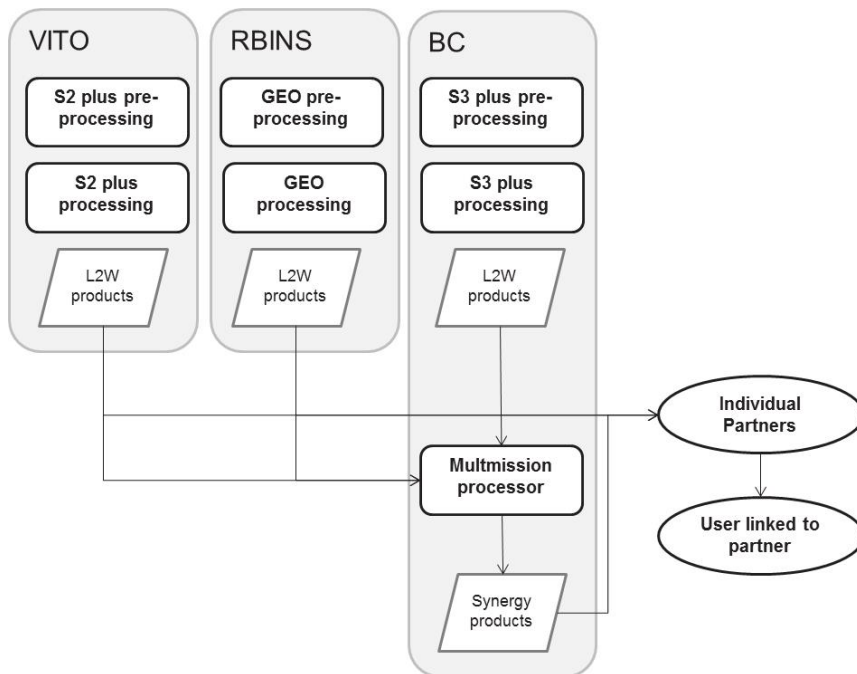 VITO
S2 plus pre-
processing
S2 plus
processing
L2W
products
RBINS
GEO pre-
processing
GEO
processing
L2W
products
BC
S3 plus pre-
processing
S3 plus
processing
L2W
products
Multmission
processor
Synergy
products
Individual
Partners
User linked to
partner